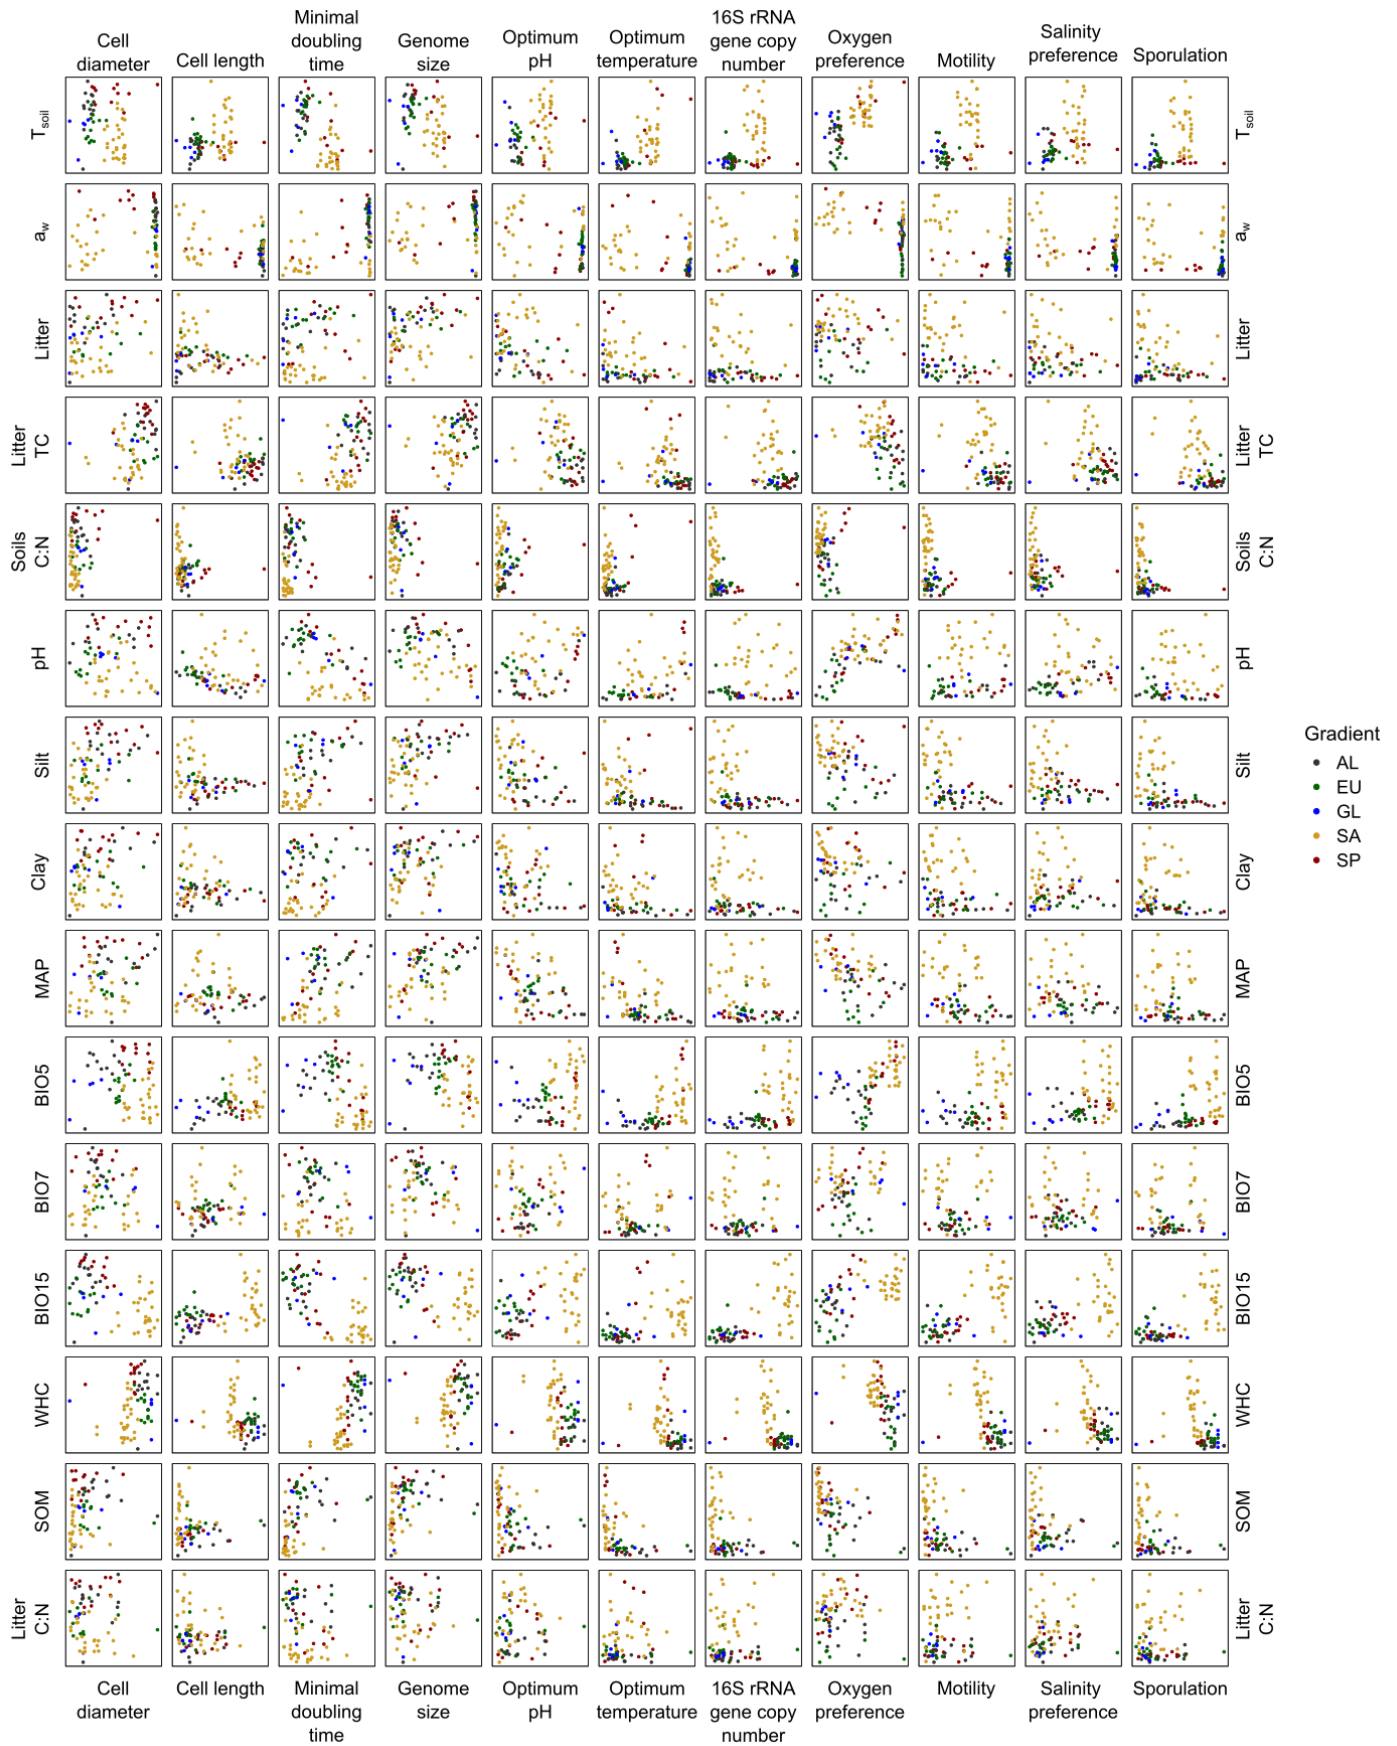 Cell diameter
Cell length
Minimal doubling time
Genome size
Optimum pH
Optimum temperature
16S rRNA gene copy number
Oxygen preference
Motility
Salinity preference
Sporulation
Tsoil
Tsoil
aw
aw
Litter
Litter
Litter TC
Litter TC
Soils C:N
Soils C:N
pH
pH
Silt
Silt
Clay
Clay
MAP
MAP
BIO5
BIO5
BIO7
BIO7
BIO15
BIO15
WHC
WHC
SOM
SOM
Litter C:N
Litter C:N
Cell diameter
Cell length
Minimal doubling time
Genome size
Optimum pH
Optimum temperature
16S rRNA gene copy number
Oxygen preference
Motility
Salinity preference
Sporulation
Gradient
AL
EU
GL
SA
SP